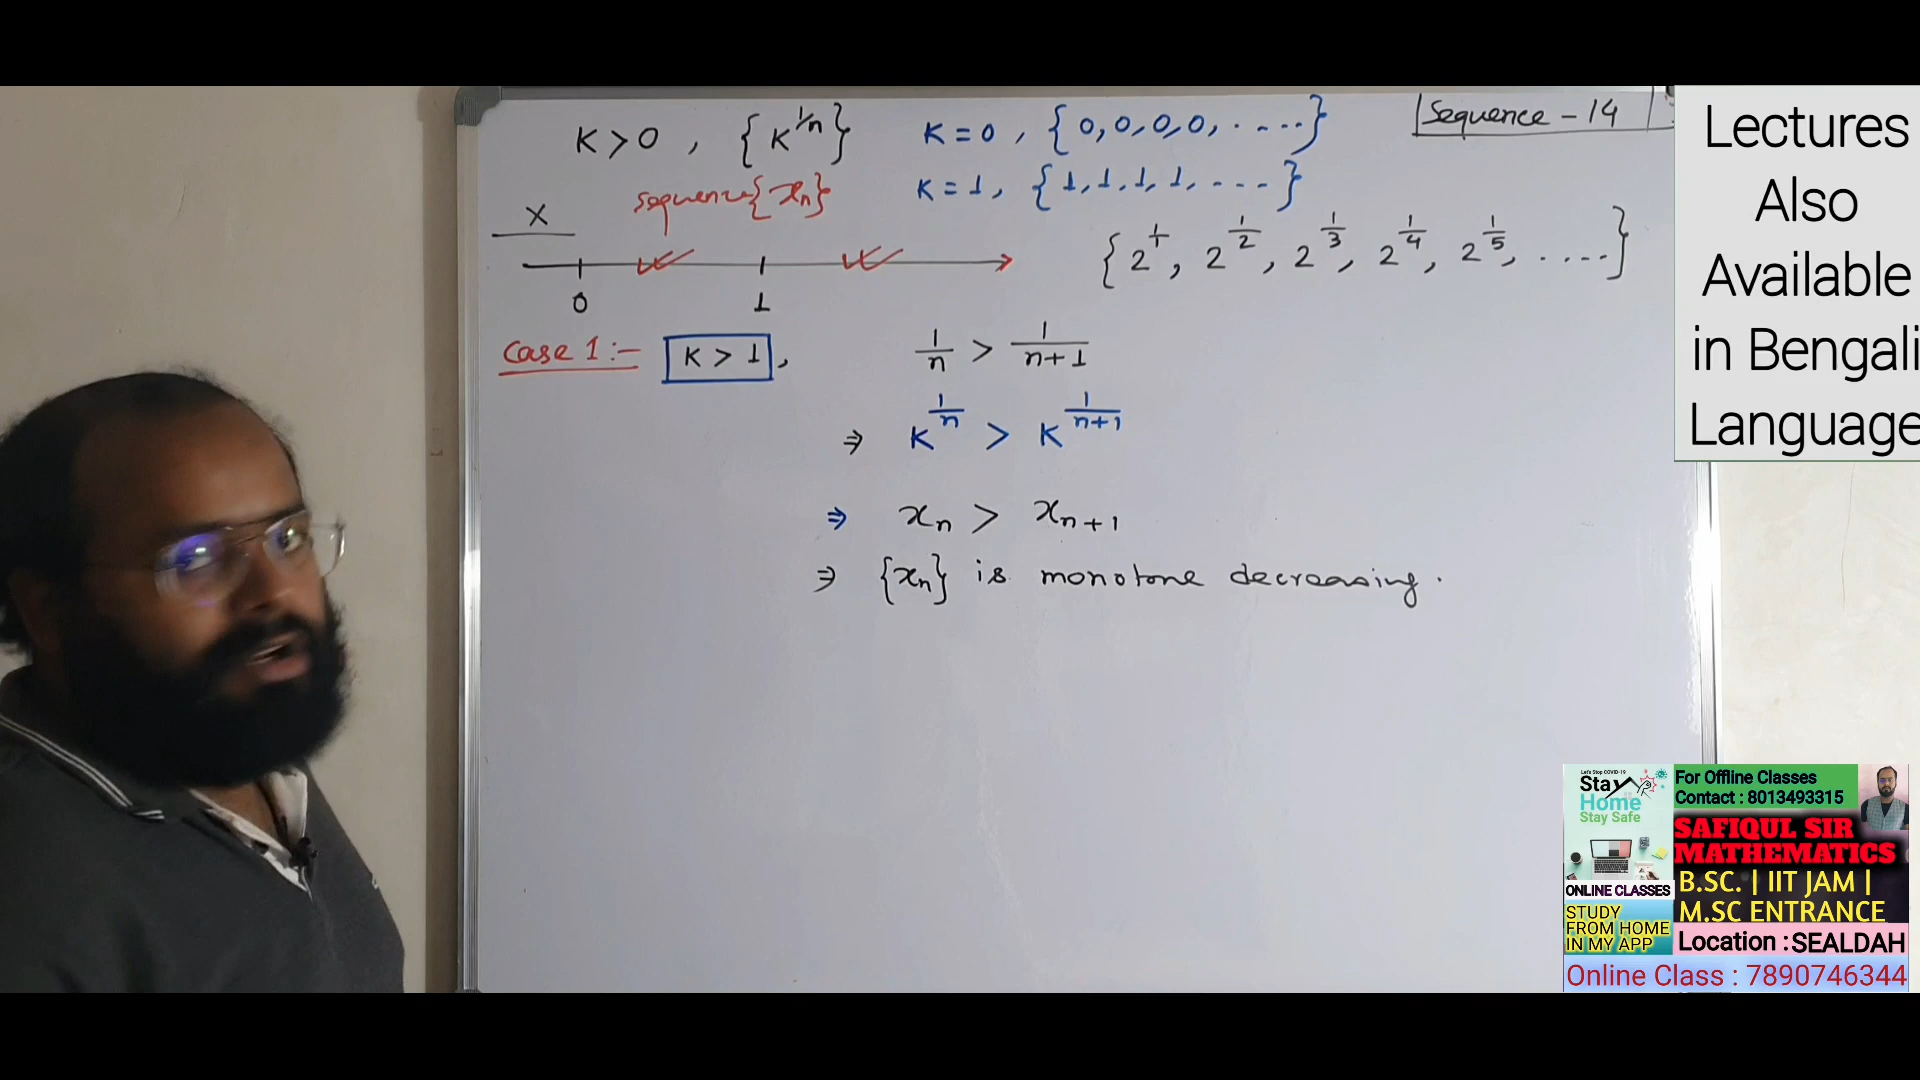 K > 0 , {K^{1/n}}
K = 0 , {0, 0, 0, 0, . - - ..}
Sequence - 14
sequence {xₙ}
K = 1 , {1, 1, 1, 1, . - - - }
X
{2^{1/1}, 2^{1/2}, 2^{1/3}, 2^{1/4}, 2^{1/5}, . . . . -}
0 1
Case 1 :- K > 1 , 1/n > 1/(n+1)
⇒ K^{1/n} > K^{1/(n+1)}
⇒ xₙ > xₙ₊₁
⇒ {xₙ} is monotone decreasing.
Lectures
Also
Available
in Bengali
Language
Let's Stop COVID-19
Stay
Home
Stay Safe
ONLINE CLASSES
STUDY
FROM HOME
IN MY APP
For Offline Classes
Contact : 8013493315
SAFIQUL SIR
MATHEMATICS
B.SC. | IIT JAM |
M.SC ENTRANCE
Location : SEALDAH
Online Class : 7890746344